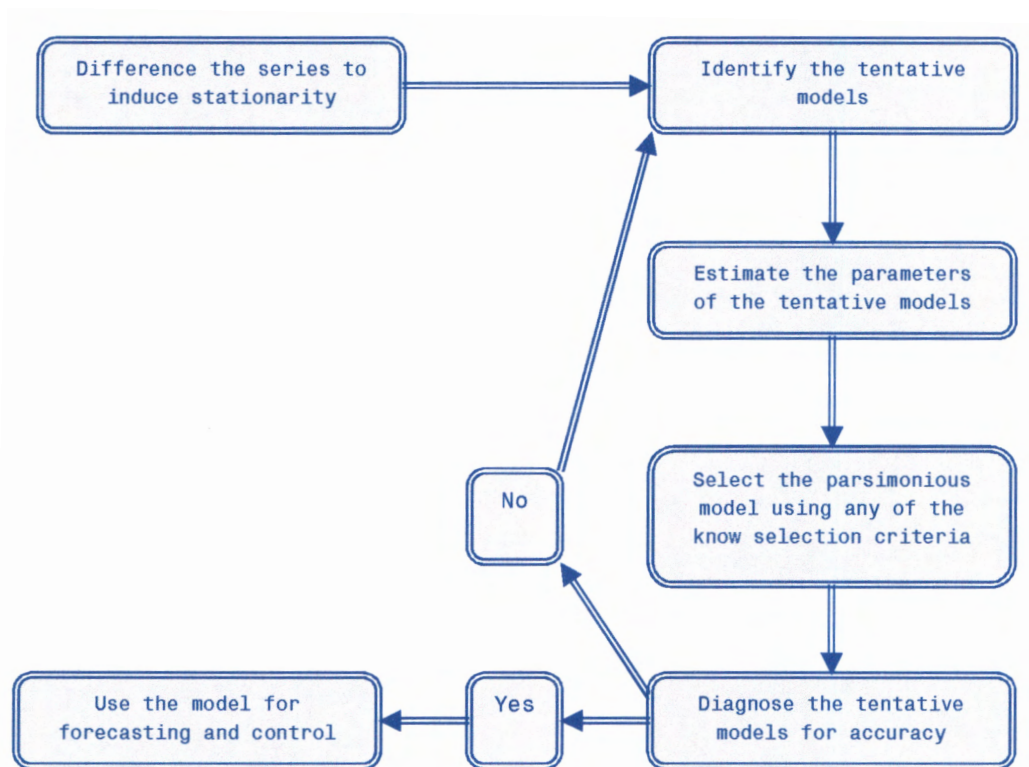 Difference the series to
induce stationarity
Identify the tentative
models
Estimate the parameters
of the tentative models
Select the parsimonious
model using any of the
know selection criteria
No
Diagnose the tentative
models for accuracy
Yes
Use the model for
forecasting and control